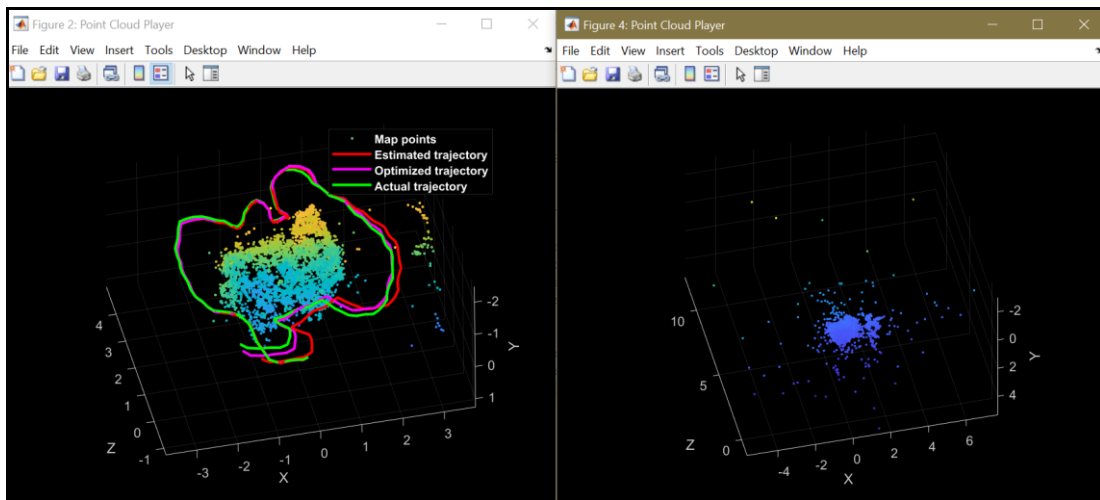 Figure 2: Point Cloud Player
File Edit View Insert Tools Desktop Window Help
Map points
Estimated trajectory
Optimized trajectory
Actual trajectory
4
3
2
1
0
-1
Z
-3
-2
-1
0
1
2
3
X
-2
-1
0
1
Y
Figure 4: Point Cloud Player
File Edit View Insert Tools Desktop Window Help
10
5
0
Z
-4
-2
0
2
4
6
X
-2
0
2
4
Y